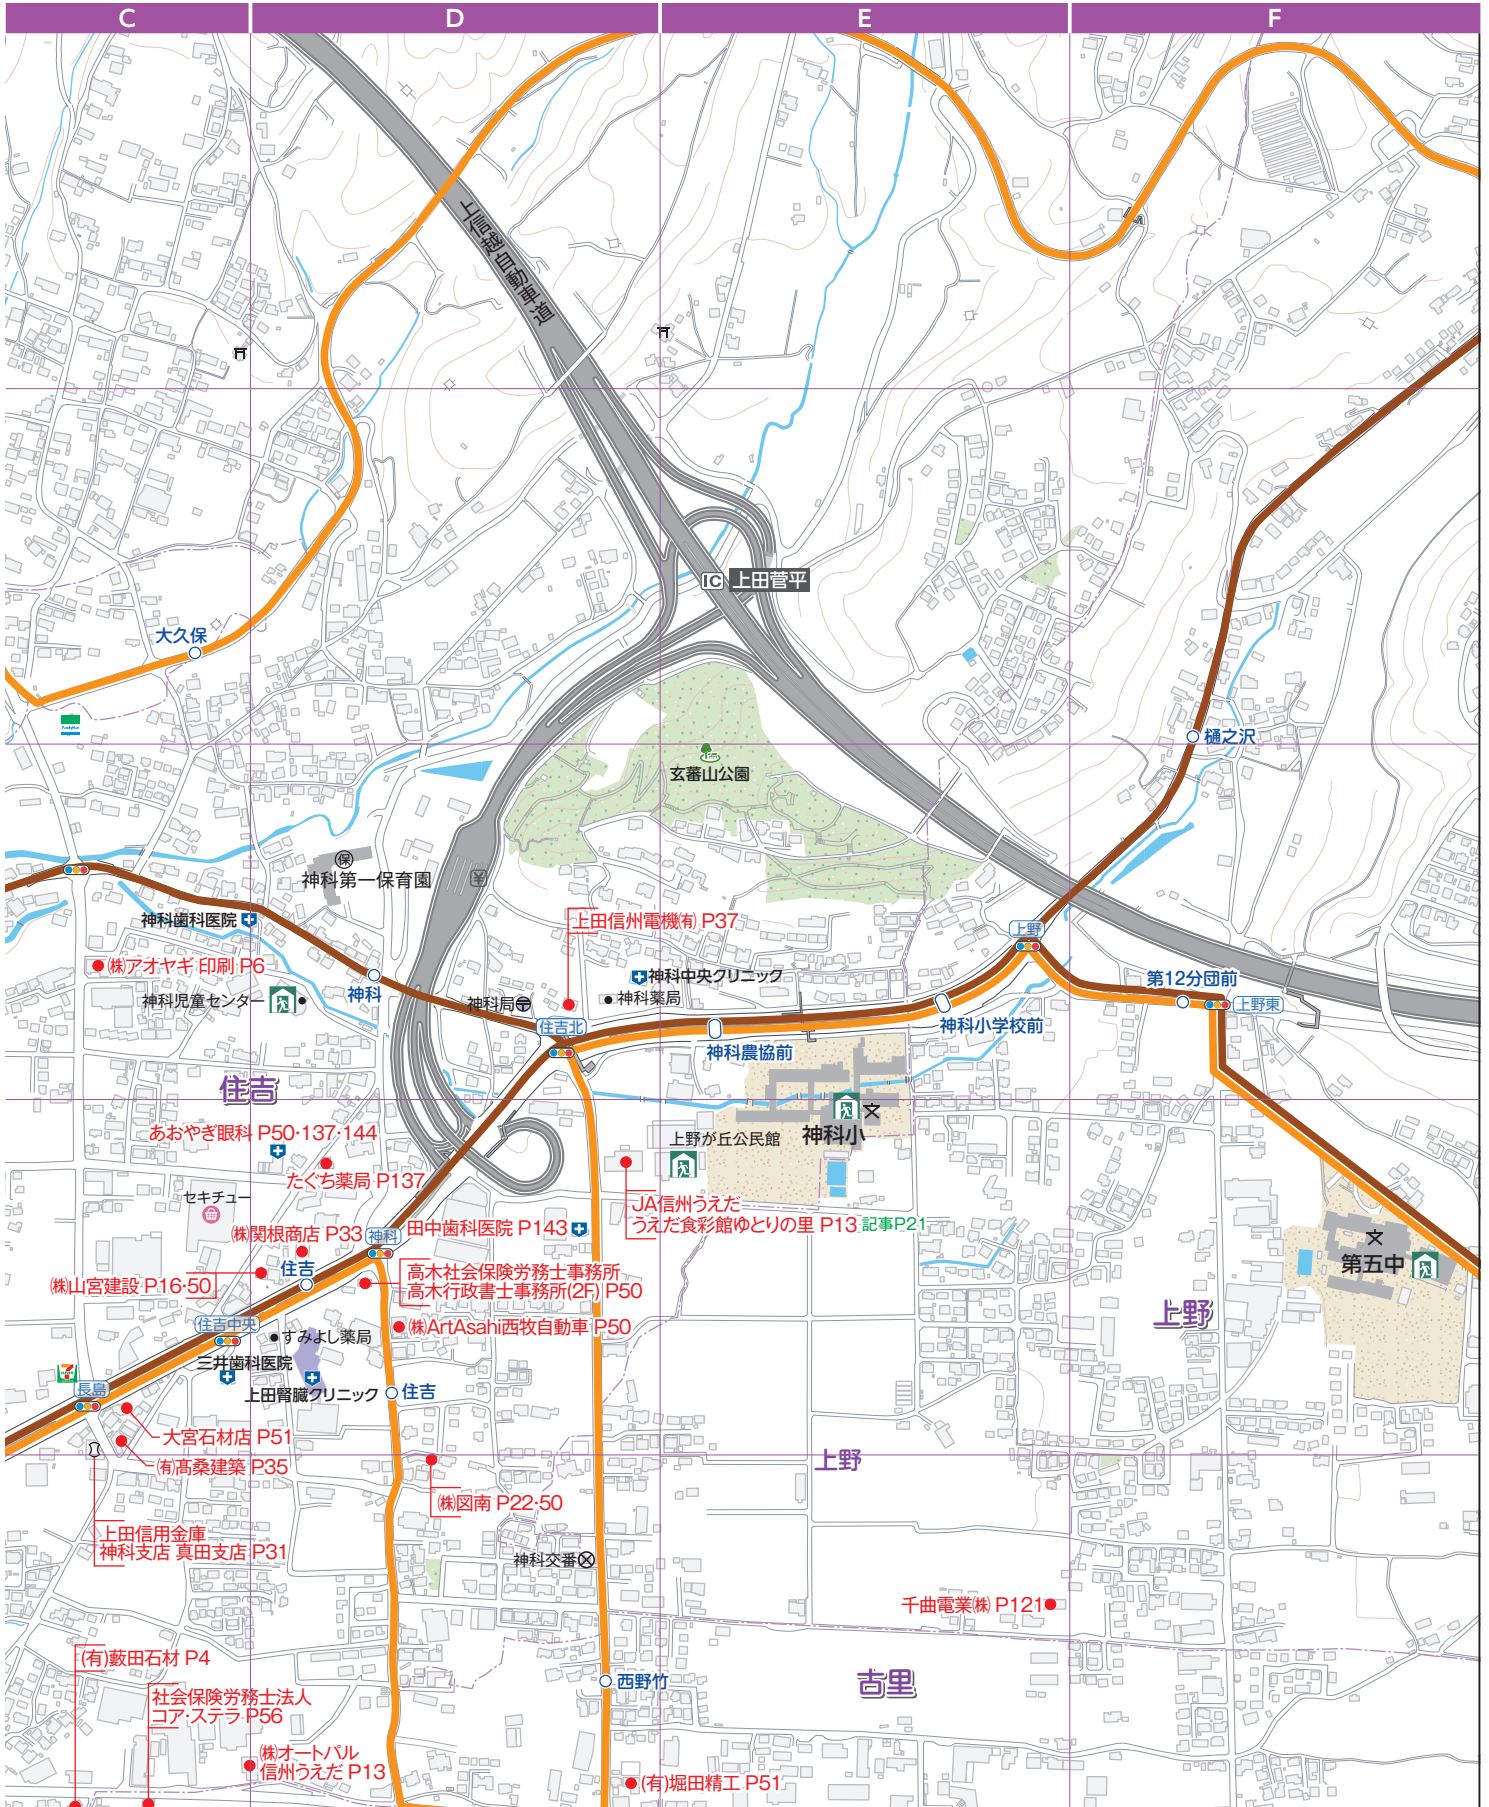 C
D
E
F
上信越自動車道
IC 上田菅平
大久保
FamilyMart
玄蕃山公園
樋之沢
保
神科第一保育園
神科歯科医院
上田信州電機㈲ P37
上野
㈱アオヤギ 印刷 P6
神科中央クリニック
第12分団前
神科児童センター
神科
神科局
神科薬局
上野東
住吉北
神科小学校前
神科農協前
住吉
あおやぎ眼科 P50・137・144
神科小
文
上野が丘公民館
たぐち薬局 P137
セキチュー
JA信州うえだ
うえだ食彩館ゆとりの里 P13 記事P21
㈱関根商店 P33
神科
田中歯科医院 P143
文
第五中
住吉
㈱山宮建設 P16・50
高木社会保険労務士事務所
高木行政書士事務所(2F) P50
上野
住吉中央
すみよし薬局
㈱ArtAsahi西牧自動車 P50
三井歯科医院
長島
上田腎臓クリニック
住吉
大宮石材店 P51
㈲髙桑建築 P35
上野
㈱図南 P22・50
上田信用金庫
神科支店 真田支店 P31
神科交番
千曲電業㈱ P121
(有)藪田石材 P4
西野竹
古里
社会保険労務士法人
コア・ステラ P56
㈱オートパル
信州うえだ P13
(有)堀田精工 P51